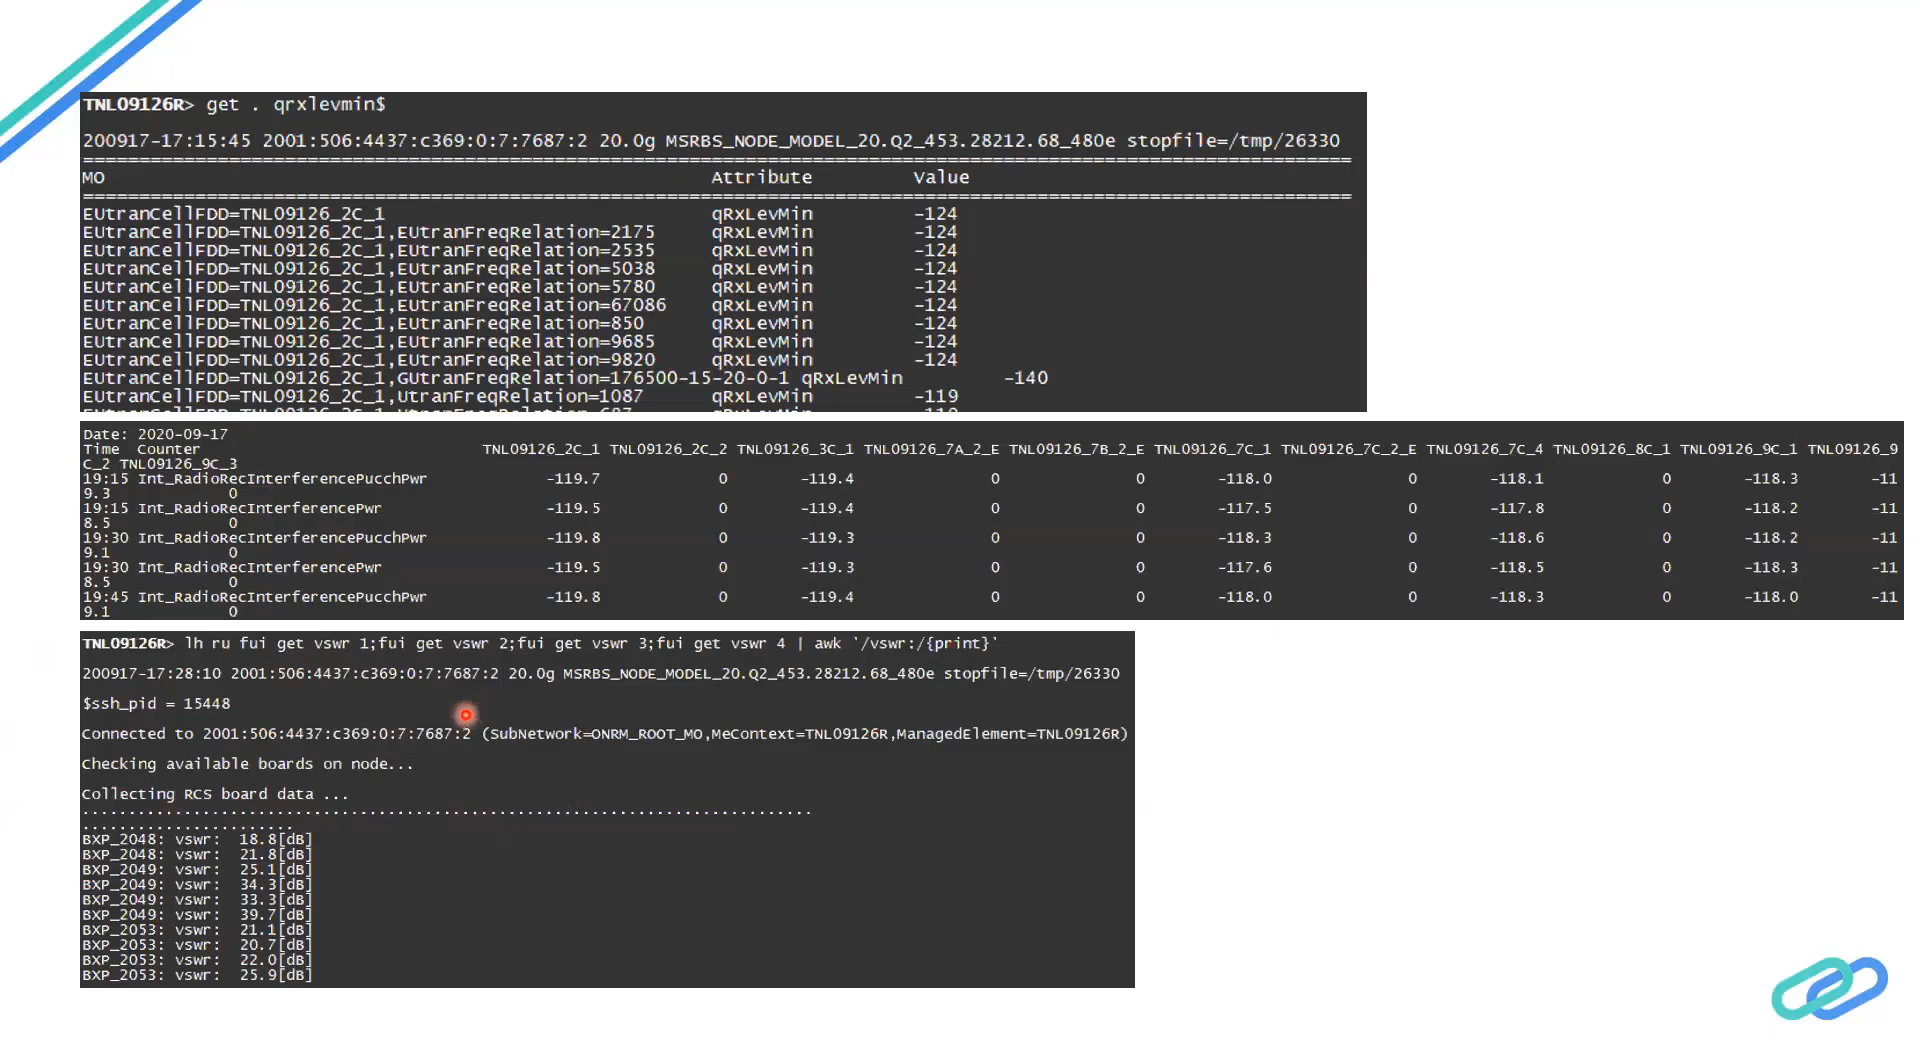 TNL09126R> get . qrxlevmin$
200917-17:15:45 2001:506:4437:c369:0:7:7687:2 20.0g MSRBS_NODE_MODEL_20.Q2_453.28212.68_480e stopfile=/tmp/26330
MO Attribute Value
EUtranCellFDD=TNL09126_2C_1 qRxLevMin -124
EUtranCellFDD=TNL09126_2C_1,EUtranFreqRelation=2175 qRxLevMin -124
EUtranCellFDD=TNL09126_2C_1,EUtranFreqRelation=2535 qRxLevMin -124
EUtranCellFDD=TNL09126_2C_1,EUtranFreqRelation=5038 qRxLevMin -124
EUtranCellFDD=TNL09126_2C_1,EUtranFreqRelation=5780 qRxLevMin -124
EUtranCellFDD=TNL09126_2C_1,EUtranFreqRelation=67086 qRxLevMin -124
EUtranCellFDD=TNL09126_2C_1,EUtranFreqRelation=850 qRxLevMin -124
EUtranCellFDD=TNL09126_2C_1,EUtranFreqRelation=9685 qRxLevMin -124
EUtranCellFDD=TNL09126_2C_1,EUtranFreqRelation=9820 qRxLevMin -124
EUtranCellFDD=TNL09126_2C_1,GUtranFreqRelation=176500-15-20-0-1 qRxLevMin -140
EUtranCellFDD=TNL09126_2C_1,UtranFreqRelation=1087 qRxLevMin -119
Date: 2020-09-17
Time Counter TNL09126_2C_1 TNL09126_2C_2 TNL09126_3C_1 TNL09126_7A_2_E TNL09126_7B_2_E TNL09126_7C_1 TNL09126_7C_2_E TNL09126_7C_4 TNL09126_8C_1 TNL09126_9C_1 TNL09126_9
C_2 TNL09126_9C_3
19:15 Int_RadioRecInterferencePucchPwr -119.7 0 -119.4 0 0 -118.0 0 -118.1 0 -118.3 -11
9.3 0
19:15 Int_RadioRecInterferencePwr -119.5 0 -119.4 0 0 -117.5 0 -117.8 0 -118.2 -11
8.5 0
19:30 Int_RadioRecInterferencePucchPwr -119.8 0 -119.3 0 0 -118.3 0 -118.6 0 -118.2 -11
9.1 0
19:30 Int_RadioRecInterferencePwr -119.5 0 -119.3 0 0 -117.6 0 -118.5 0 -118.3 -11
8.5 0
19:45 Int_RadioRecInterferencePucchPwr -119.8 0 -119.4 0 0 -118.0 0 -118.3 0 -118.0 -11
9.1 0
TNL09126R> lh ru fui get vswr 1;fui get vswr 2;fui get vswr 3;fui get vswr 4 | awk `/vswr:/{print}`
200917-17:28:10 2001:506:4437:c369:0:7:7687:2 20.0g MSRBS_NODE_MODEL_20.Q2_453.28212.68_480e stopfile=/tmp/26330
$ssh_pid = 15448
Connected to 2001:506:4437:c369:0:7:7687:2 (SubNetwork=ONRM_ROOT_MO,MeContext=TNL09126R,ManagedElement=TNL09126R)
Checking available boards on node...
Collecting RCS board data ...
BXP_2048: vswr: 18.8[dB]
BXP_2048: vswr: 21.8[dB]
BXP_2049: vswr: 25.1[dB]
BXP_2049: vswr: 34.3[dB]
BXP_2049: vswr: 33.3[dB]
BXP_2049: vswr: 39.7[dB]
BXP_2053: vswr: 21.1[dB]
BXP_2053: vswr: 20.7[dB]
BXP_2053: vswr: 22.0[dB]
BXP_2053: vswr: 25.9[dB]